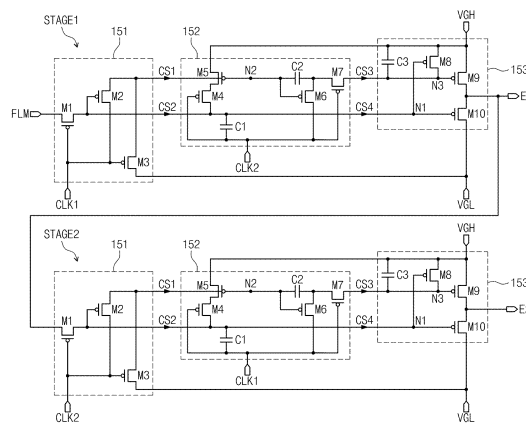 STAGE1
151
152
VGH
153
CS1
M5
N2
C2
M7
CS3
C3
M8
M9
N3
M2
M4
M6
FLM
M1
CS2
CS4
N1
M10
E
C1
M3
CLK2
CLK1
VGL
STAGE2
151
152
VGH
153
CS1
M5
N2
C2
M7
CS3
C3
M8
M9
N3
M2
M4
M6
E
M1
CS2
CS4
N1
M10
C1
M3
CLK1
CLK2
VGL